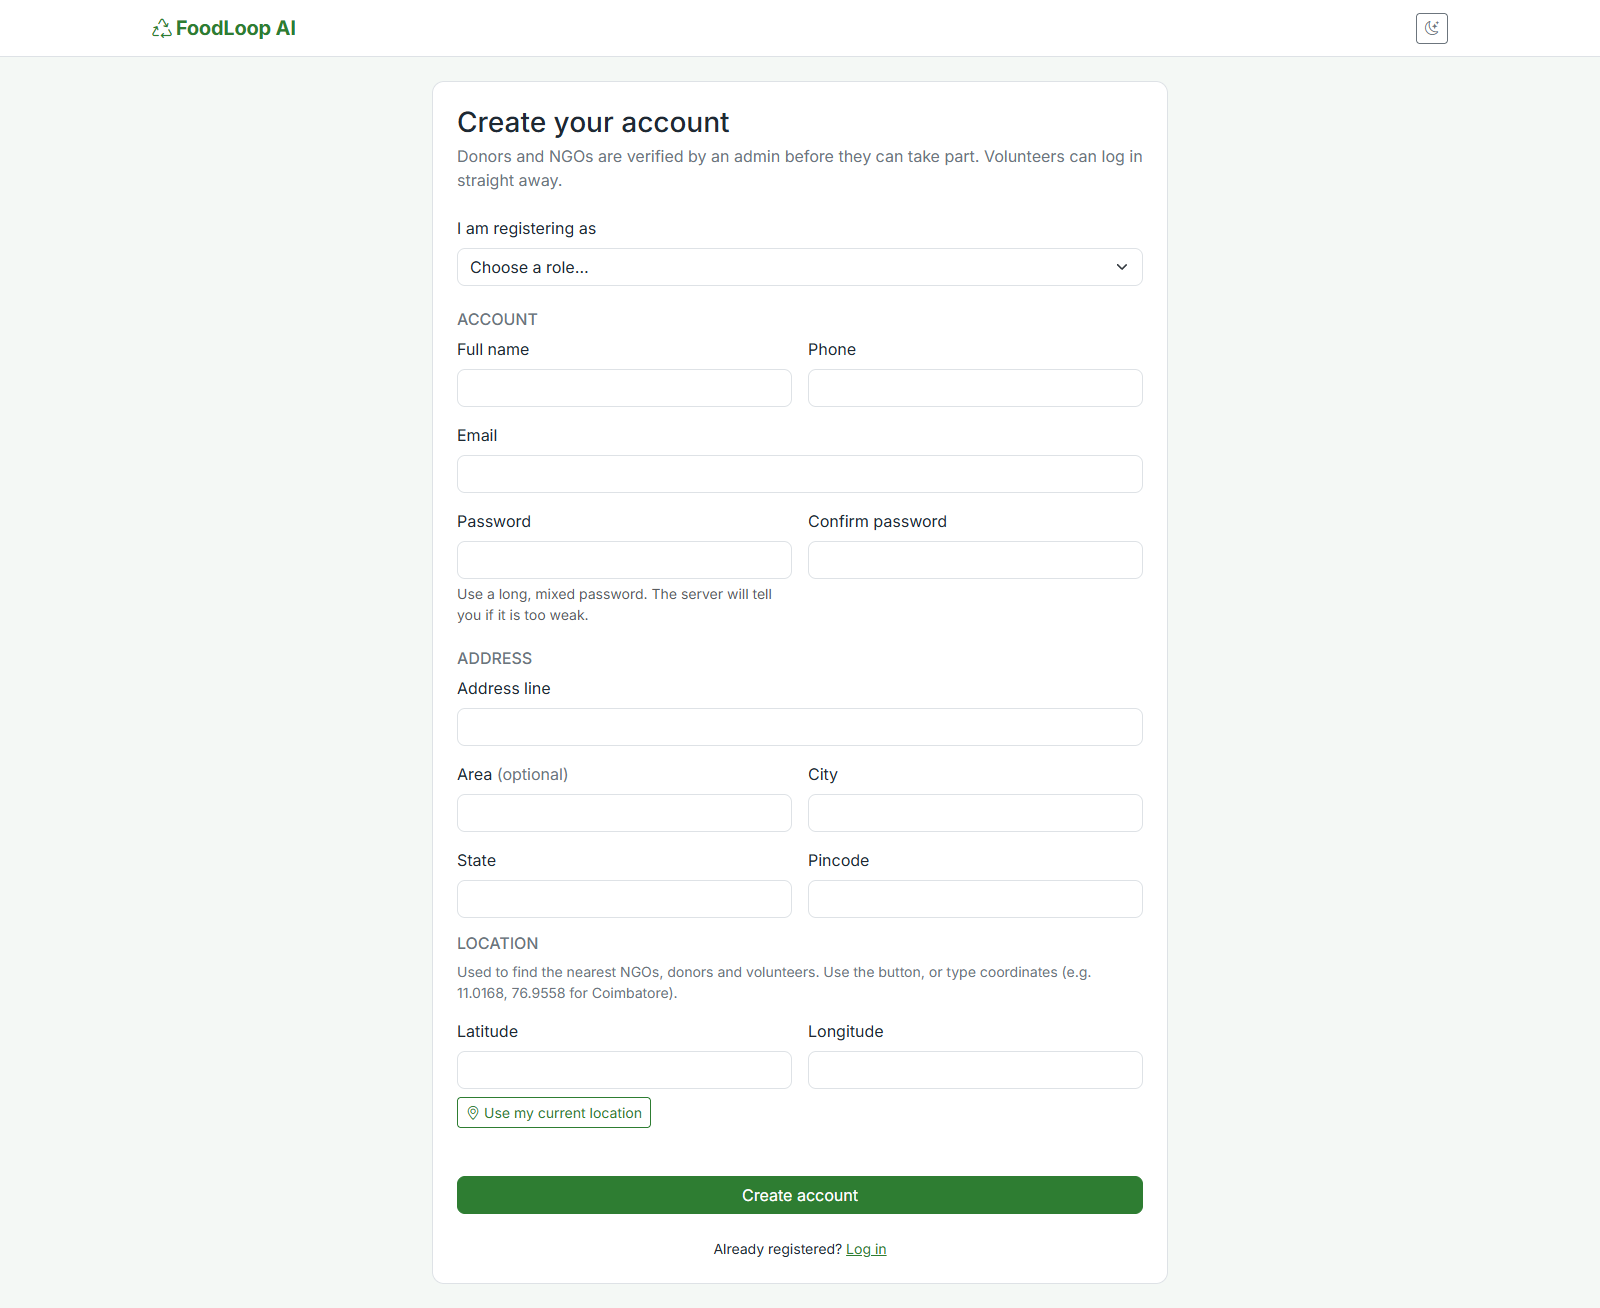 FoodLoop AI
Create your account
Donors and NGOs are verified by an admin before they can take part. Volunteers can log in
straight away.
I am registering as
Choose a role...
ACCOUNT
Full name
Phone
Email
Password
Confirm password
Use a long, mixed password. The server will tell
you if it is too weak.
ADDRESS
Address line
Area (optional)
City
State
Pincode
LOCATION
Used to find the nearest NGOs, donors and volunteers. Use the button, or type coordinates (e.g.
11.0168, 76.9558 for Coimbatore).
Latitude
Longitude
Use my current location
Create account
Already registered? Log in